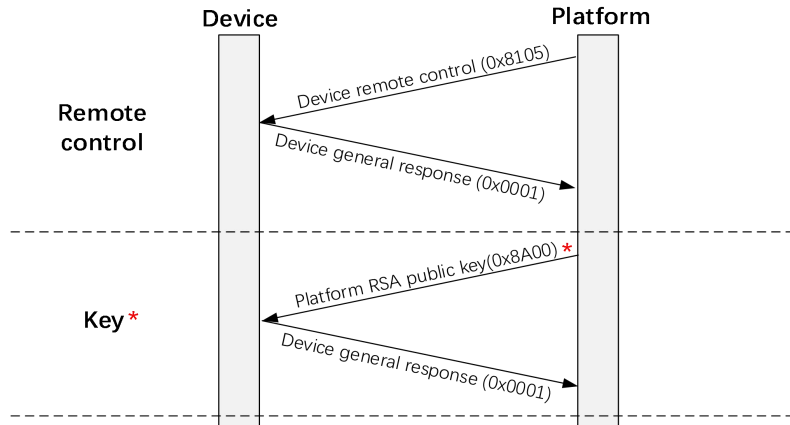 Device
Platform
Device remote control (0x8105)
Remote
control
Device general response (0x0001)
Platform RSA public key(0x8A00) *
Key*
Device general response (0x0001)